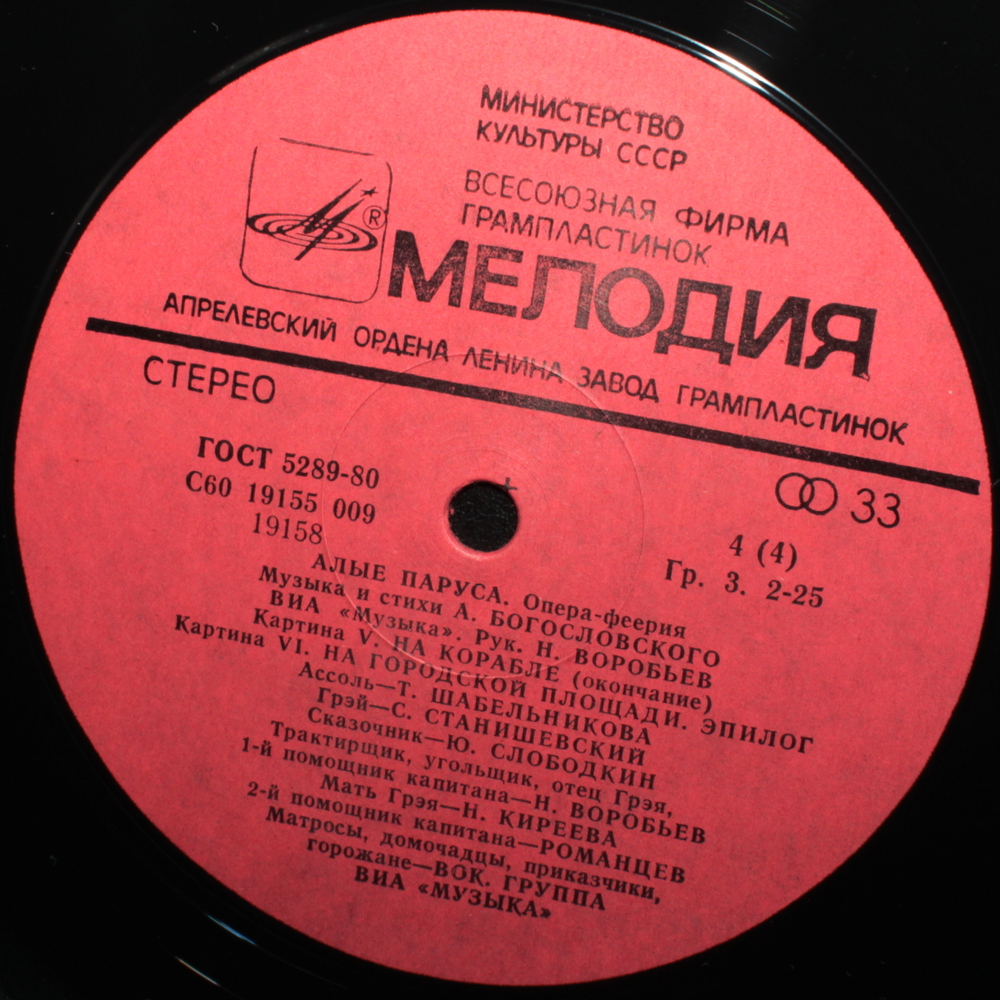 МИНИСТЕРСТВО
КУЛЬТУРЫ СССР
ВСЕСОЮЗНАЯ ФИРМА
ГРАМПЛАСТИНОК
МЕЛОДИЯ
®
АПРЕЛЕВСКИЙ ОРДЕНА ЛЕНИНА ЗАВОД ГРАМПЛАСТИНОК
СТЕРЕО
33
ГОСТ 5289-80
С60 19155 009
19158
4 (4)
Гр. 3. 2-25
АЛЫЕ ПАРУСА. Опера-феерия
Музыка и стихи А. БОГОСЛОВСКОГО
ВИА «Музыка». Рук. Н. ВОРОБЬЕВ
Картина V. НА КОРАБЛЕ (окончание)
Картина VI. НА ГОРОДСКОЙ ПЛОЩАДИ. ЭПИЛОГ
Ассоль—Т. ШАБЕЛЬНИКОВА
Грэй—С. СТАНИШЕВСКИЙ
Сказочник—Ю. СЛОБОДКИН
Трактирщик, угольщик, отец Грэя,
1-й помощник капитана—Н. ВОРОБЬЕВ
Мать Грэя—Н. КИРЕЕВА
2-й помощник капитана—РОМАНЦЕВ
Матросы, домочадцы, приказчики,
горожане—ВОК. ГРУППА
ВИА «МУЗЫКА»